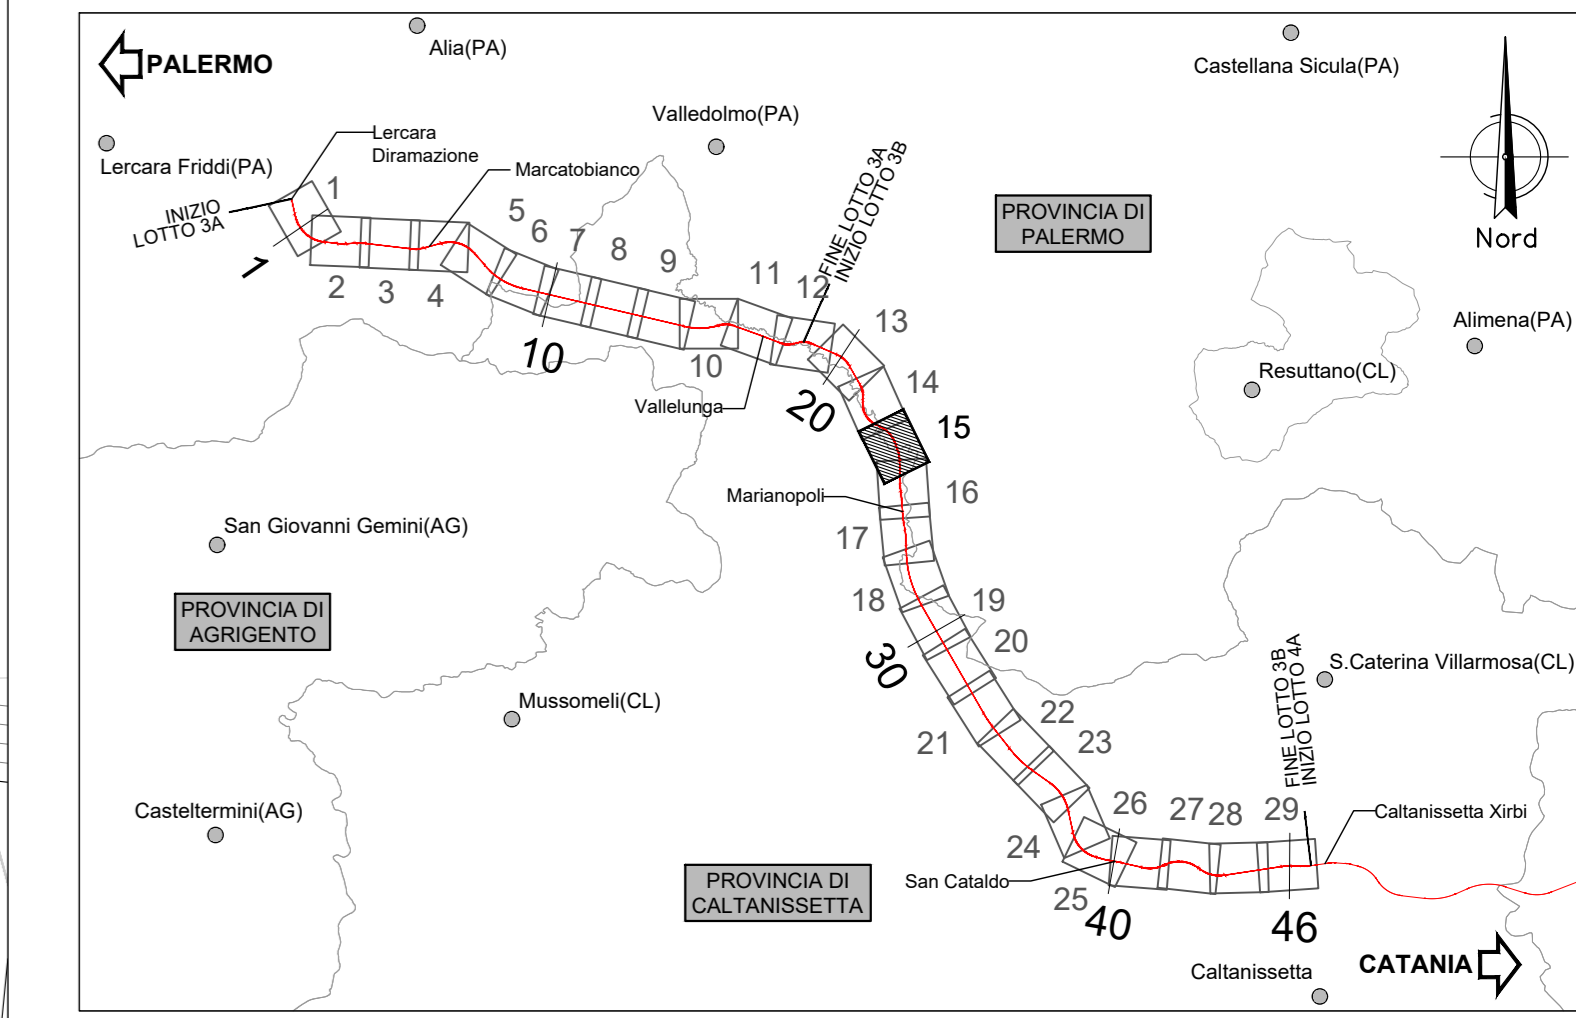 PALERMO
Alia(PA)
Castellana Sicula(PA)
Valledolmo(PA)
Lercara Friddi(PA)
Lercara
Diramazione
Marcatobianco
INIZIO
LOTTO 3A
FINE LOTTO 3A
INIZIO LOTTO 3B
PROVINCIA DI
PALERMO
Nord
1
1
2
3
4
5
6
7
8
9
10
10
11
12
13
14
15
16
17
18
19
20
20
Vallelunga
Alimena(PA)
Resuttano(CL)
Marianopoli
San Giovanni Gemini(AG)
PROVINCIA DI
AGRIGENTO
30
Mussomeli(CL)
21
22
23
24
25
26
27
28
29
FINE LOTTO 3B
INIZIO LOTTO 4A
S.Caterina Villarmosa(CL)
Casteltermini(AG)
Caltanissetta Xirbi
PROVINCIA DI
CALTANISSETTA
San Cataldo
40
46
Caltanissetta
CATANIA